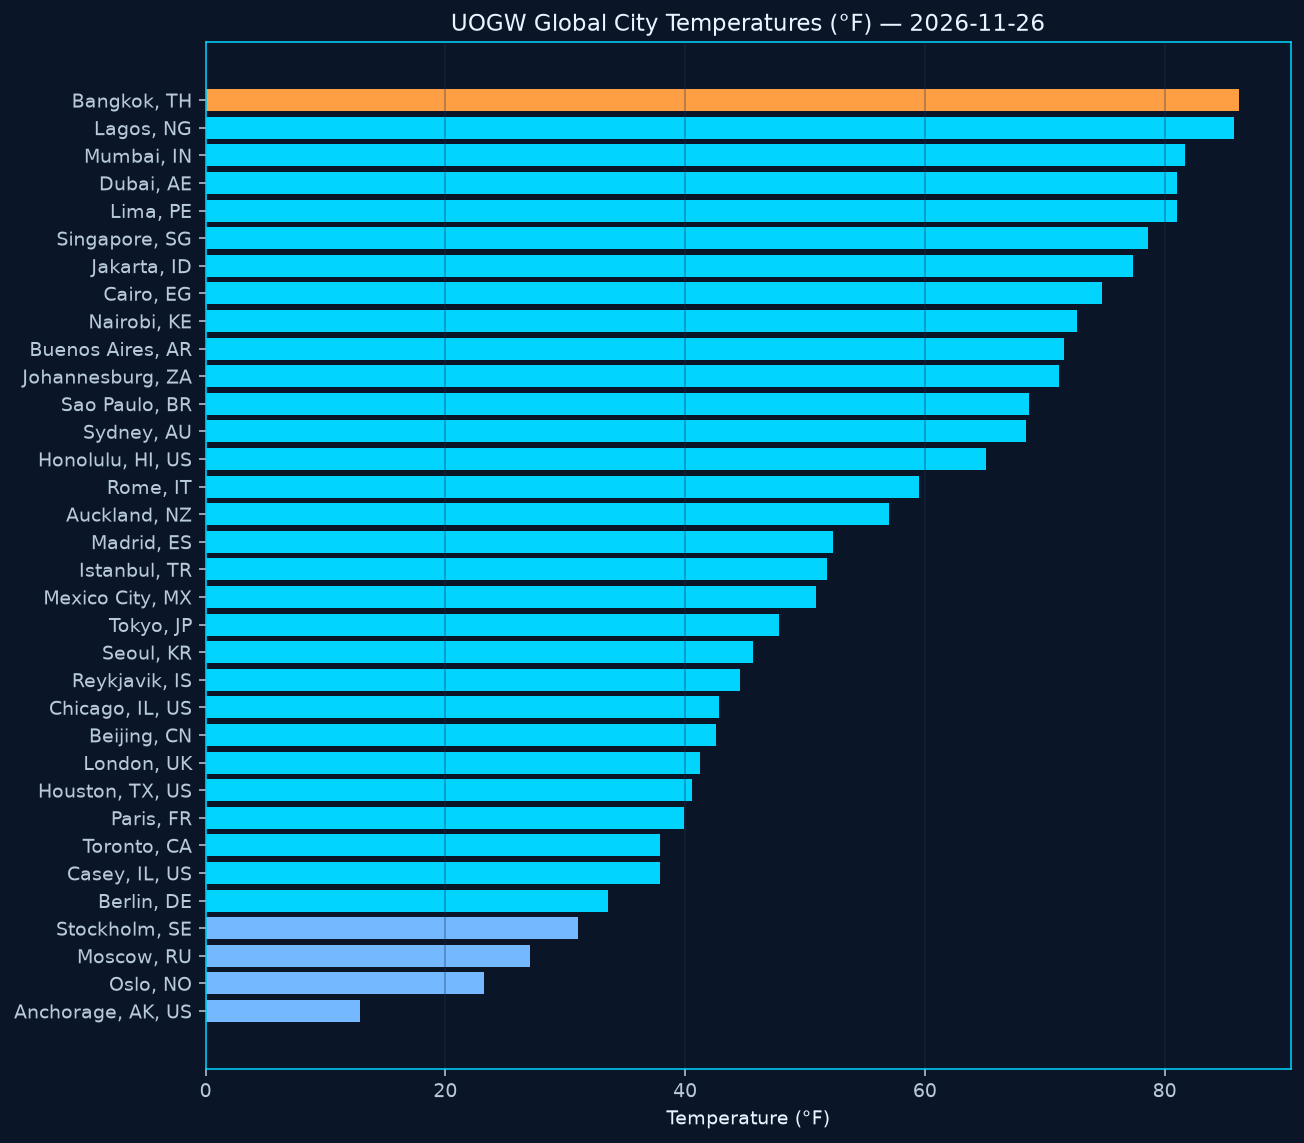 UOGW Global City Temperatures (°F) — 2026-11-26
Bangkok, TH
Lagos, NG
Mumbai, IN
Dubai, AE
Lima, PE
Singapore, SG
Jakarta, ID
Cairo, EG
Nairobi, KE
Buenos Aires, AR
Johannesburg, ZA
Sao Paulo, BR
Sydney, AU
Honolulu, HI, US
Rome, IT
Auckland, NZ
Madrid, ES
Istanbul, TR
Mexico City, MX
Tokyo, JP
Seoul, KR
Reykjavik, IS
Chicago, IL, US
Beijing, CN
London, UK
Houston, TX, US
Paris, FR
Toronto, CA
Casey, IL, US
Berlin, DE
Stockholm, SE
Moscow, RU
Oslo, NO
Anchorage, AK, US
0 20 40 60 80
Temperature (°F)